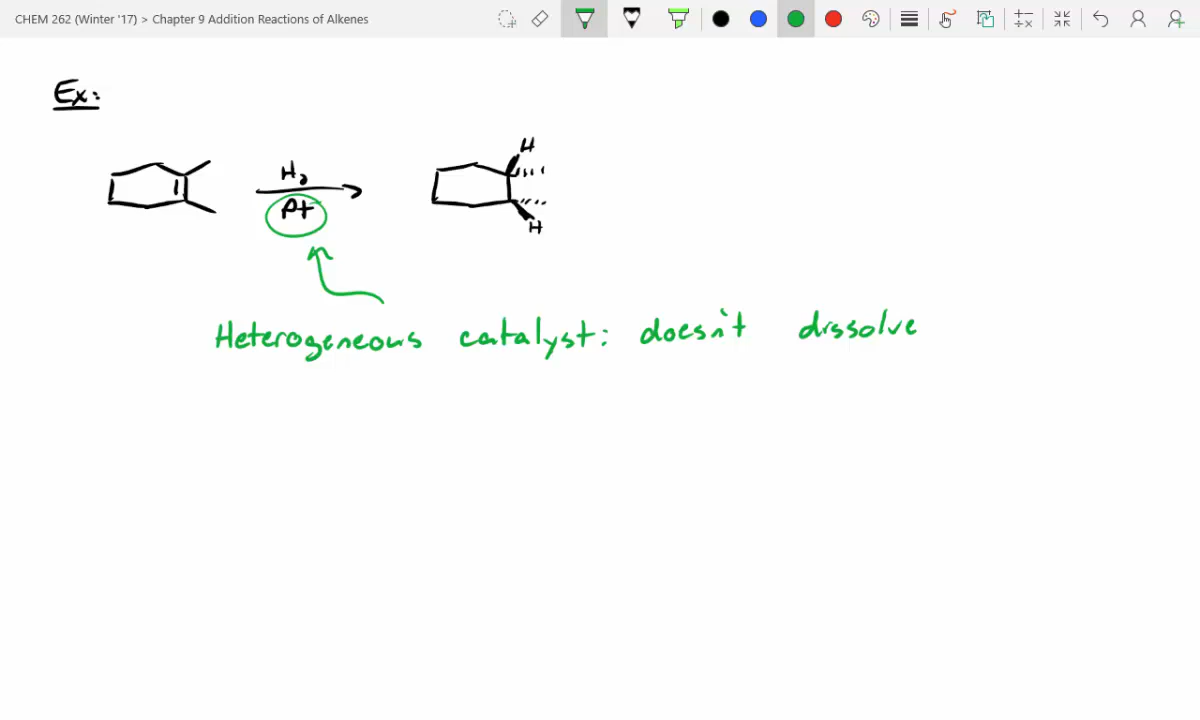 CHEM 262 (Winter '17) > Chapter 9 Addition Reactions of Alkenes
Ex:
H
H₂
Pt
H
Heterogeneous catalyst: doesn't dissolve